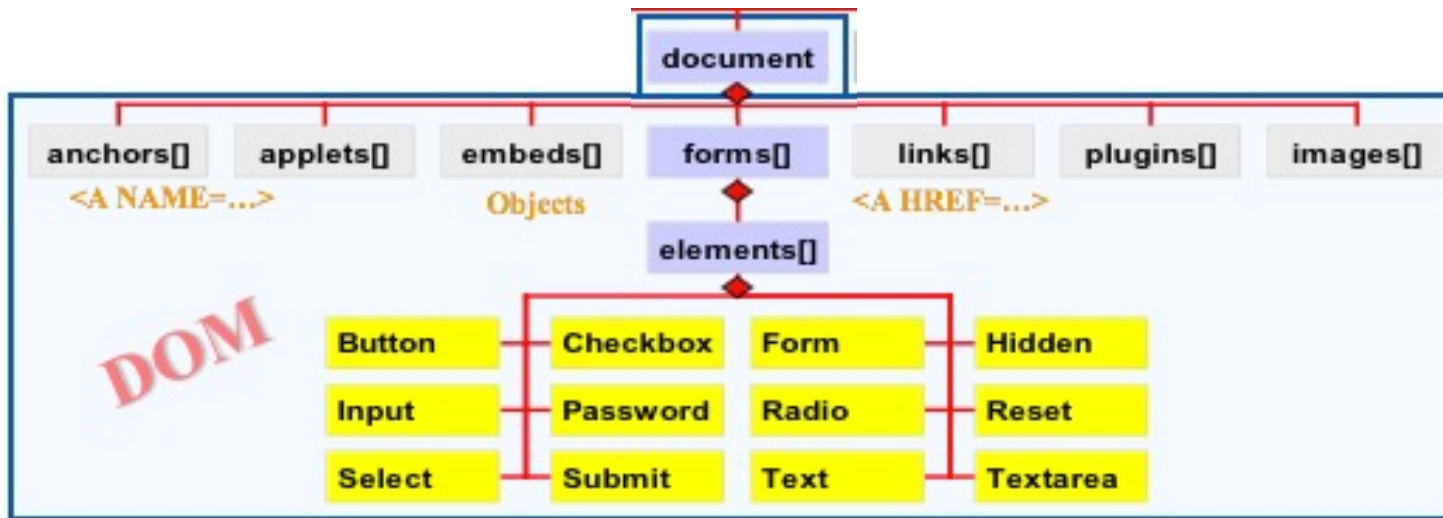 document
anchors[] applets[] embeds[] forms[] links[] plugins[] images[]
<A NAME=...> Objects <A HREF=...>
elements[]
DOM
Button Checkbox Form Hidden
Input Password Radio Reset
Select Submit Text Textarea